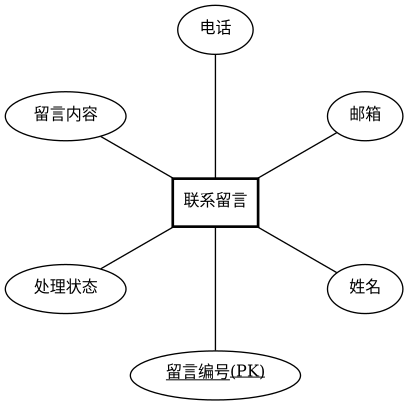 电话
留言内容
邮箱
联系留言
处理状态
姓名
留言编号(PK)